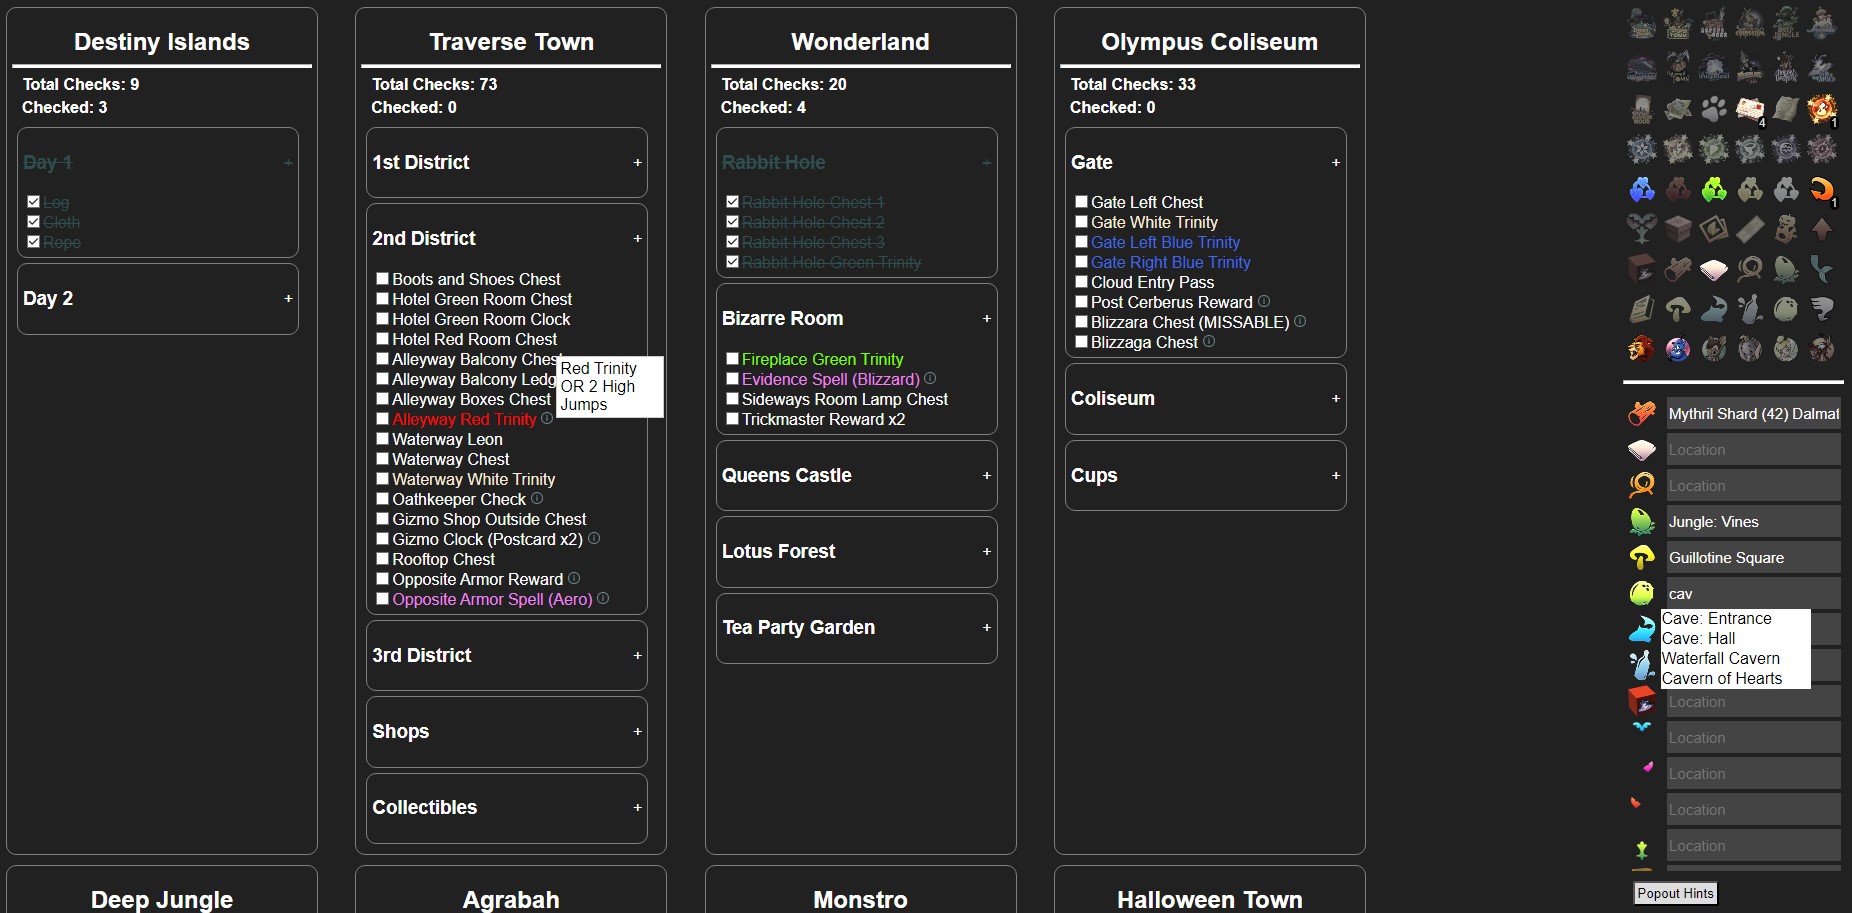 Destiny Islands
Total Checks: 9
Checked: 3
Day 1
+
Log
Cloth
Rope
Day 2
+
Traverse Town
Total Checks: 73
Checked: 0
1st District
+
2nd District
+
Boots and Shoes Chest
Hotel Green Room Chest
Hotel Green Room Clock
Hotel Red Room Chest
Alleyway Balcony Chest
Alleyway Balcony Ledg
Alleyway Boxes Chest
Alleyway Red Trinity
Red Trinity
OR 2 High
Jumps
Waterway Leon
Waterway Chest
Waterway White Trinity
Oathkeeper Check
Gizmo Shop Outside Chest
Gizmo Clock (Postcard x2)
Rooftop Chest
Opposite Armor Reward
Opposite Armor Spell (Aero)
3rd District
+
Shops
+
Collectibles
+
Wonderland
Total Checks: 20
Checked: 4
Rabbit Hole
+
Rabbit Hole Chest 1
Rabbit Hole Chest 2
Rabbit Hole Chest 3
Rabbit Hole Green Trinity
Bizarre Room
+
Fireplace Green Trinity
Evidence Spell (Blizzard)
Sideways Room Lamp Chest
Trickmaster Reward x2
Queens Castle
+
Lotus Forest
+
Tea Party Garden
+
Olympus Coliseum
Total Checks: 33
Checked: 0
Gate
+
Gate Left Chest
Gate White Trinity
Gate Left Blue Trinity
Gate Right Blue Trinity
Cloud Entry Pass
Post Cerberus Reward
Blizzara Chest (MISSABLE)
Blizzaga Chest
Coliseum
+
Cups
+
Deep Jungle
Agrabah
Monstro
Halloween Town
4
1
1
Mythril Shard (42) Dalmat
Location
Location
Jungle: Vines
Guillotine Square
cav
Cave: Entrance
Cave: Hall
Waterfall Cavern
Cavern of Hearts
Location
Location
Location
Location
Location
Popout Hints